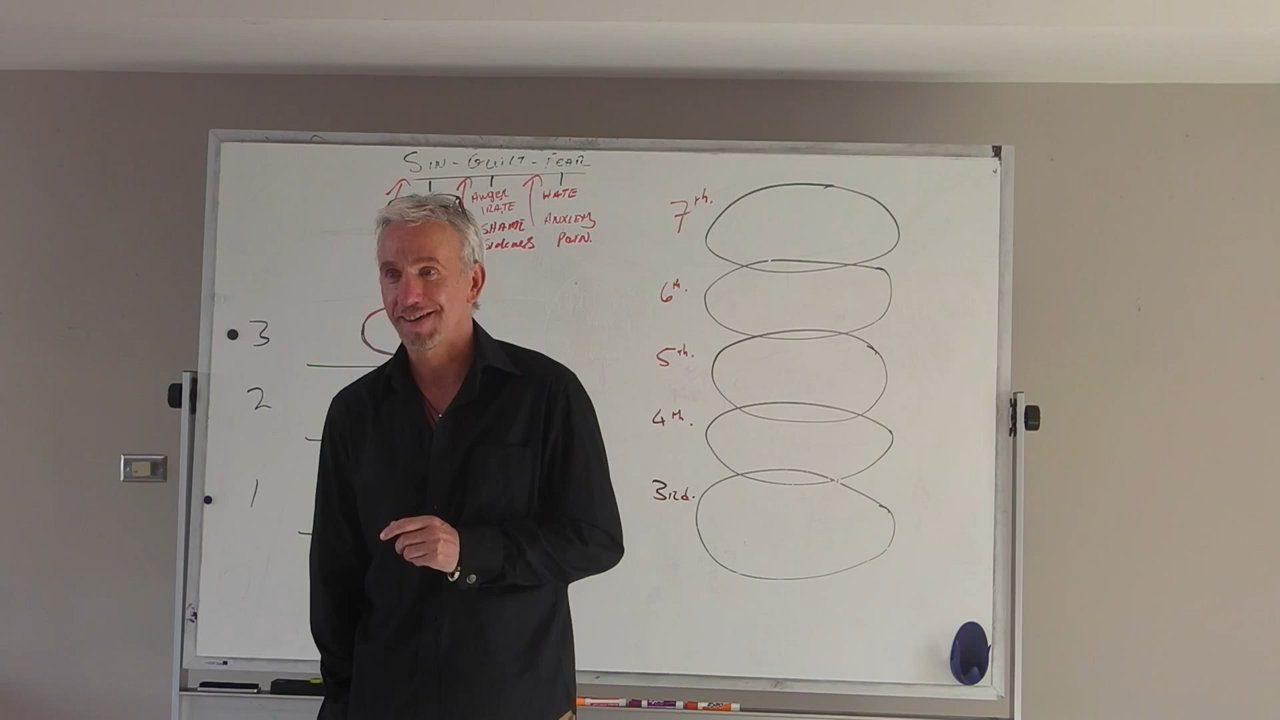 SIN - GUILT - FEAR
ANGER
HATE
IRATE
SHAME
ANXIETY
PAIN.
7th.
6th.
5th.
4th.
3rd.
3
2
1